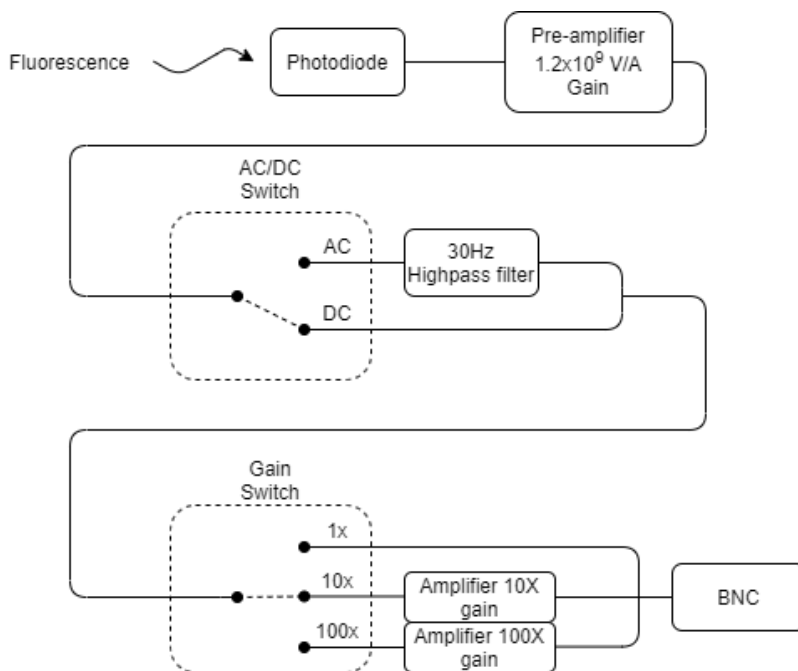 Fluorescence
Photodiode
Pre-amplifier
1.2x10⁹ V/A
Gain
AC/DC
Switch
AC
30Hz
Highpass filter
DC
Gain
Switch
1x
10x
Amplifier 10X
gain
BNC
100x
Amplifier 100X
gain